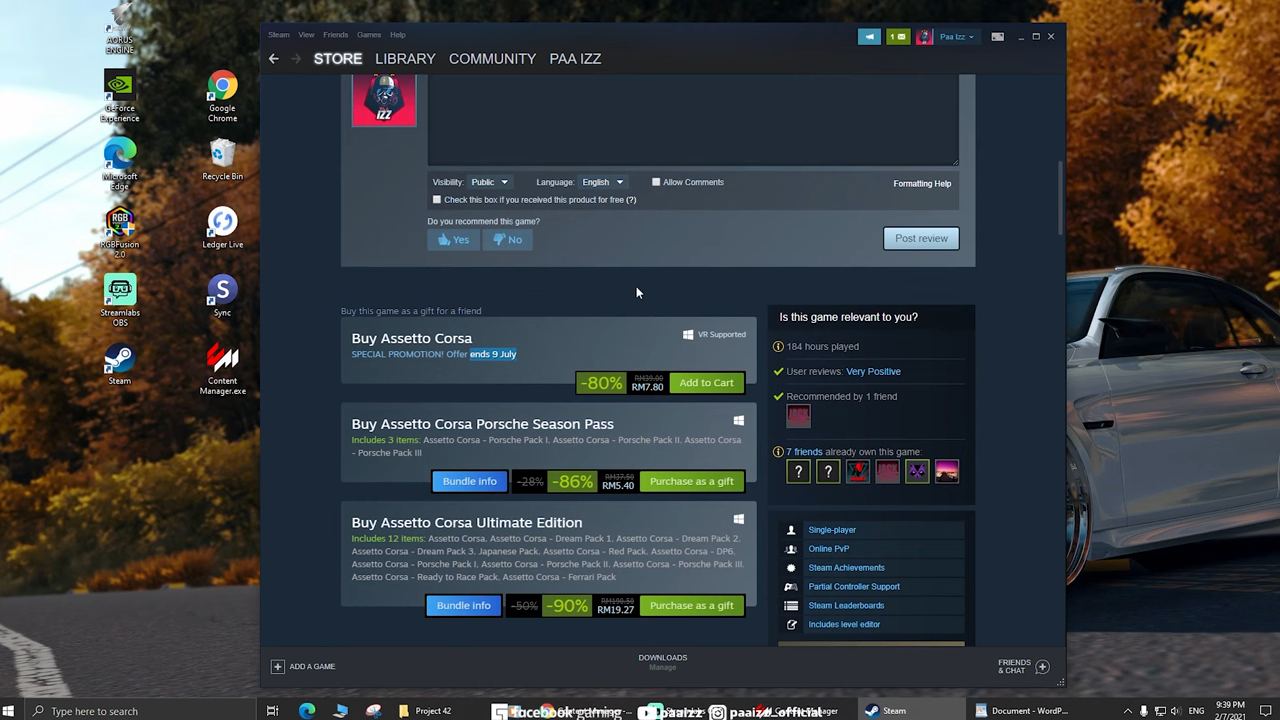 Steam View Friends Games Help
1
Paa Izz
STORE LIBRARY COMMUNITY PAA IZZ
AORUS ENGINE
GeForce Experience
Google Chrome
Microsoft Edge
Recycle Bin
RGBFusion 2.0
Ledger Live
Streamlabs OBS
Sync
Steam
Content Manager.exe
IZZ
Visibility: Public Language: English Allow Comments
Formatting Help
Check this box if you received this product for free (?)
Do you recommend this game?
Yes No
Post review
Buy this game as a gift for a friend
Buy Assetto Corsa
VR Supported
SPECIAL PROMOTION! Offer ends 9 July
-80% RM39.00 RM7.80 Add to Cart
Buy Assetto Corsa Porsche Season Pass
Includes 3 items: Assetto Corsa - Porsche Pack I, Assetto Corsa - Porsche Pack II, Assetto Corsa
- Porsche Pack III
Bundle info -28% -86% RM37.50 RM5.40 Purchase as a gift
Buy Assetto Corsa Ultimate Edition
Includes 12 items: Assetto Corsa, Assetto Corsa - Dream Pack 1, Assetto Corsa - Dream Pack 2,
Assetto Corsa - Dream Pack 3, Japanese Pack, Assetto Corsa - Red Pack, Assetto Corsa - DP6,
Assetto Corsa - Porsche Pack I, Assetto Corsa - Porsche Pack II, Assetto Corsa - Porsche Pack III,
Assetto Corsa - Ready to Race Pack, Assetto Corsa - Ferrari Pack
Bundle info -50% -90% RM190.50 RM19.27 Purchase as a gift
Is this game relevant to you?
184 hours played
User reviews: Very Positive
Recommended by 1 friend
7 friends already own this game:
? ?
Single-player
Online PvP
Steam Achievements
Partial Controller Support
Steam Leaderboards
Includes level editor
ADD A GAME
DOWNLOADS
Manage
FRIENDS
& CHAT
Type here to search
Project 42
facebook gaming
paaizz
paaizz_official
Steam
Document - Word...
ENG
9:39 PM
2/7/2021